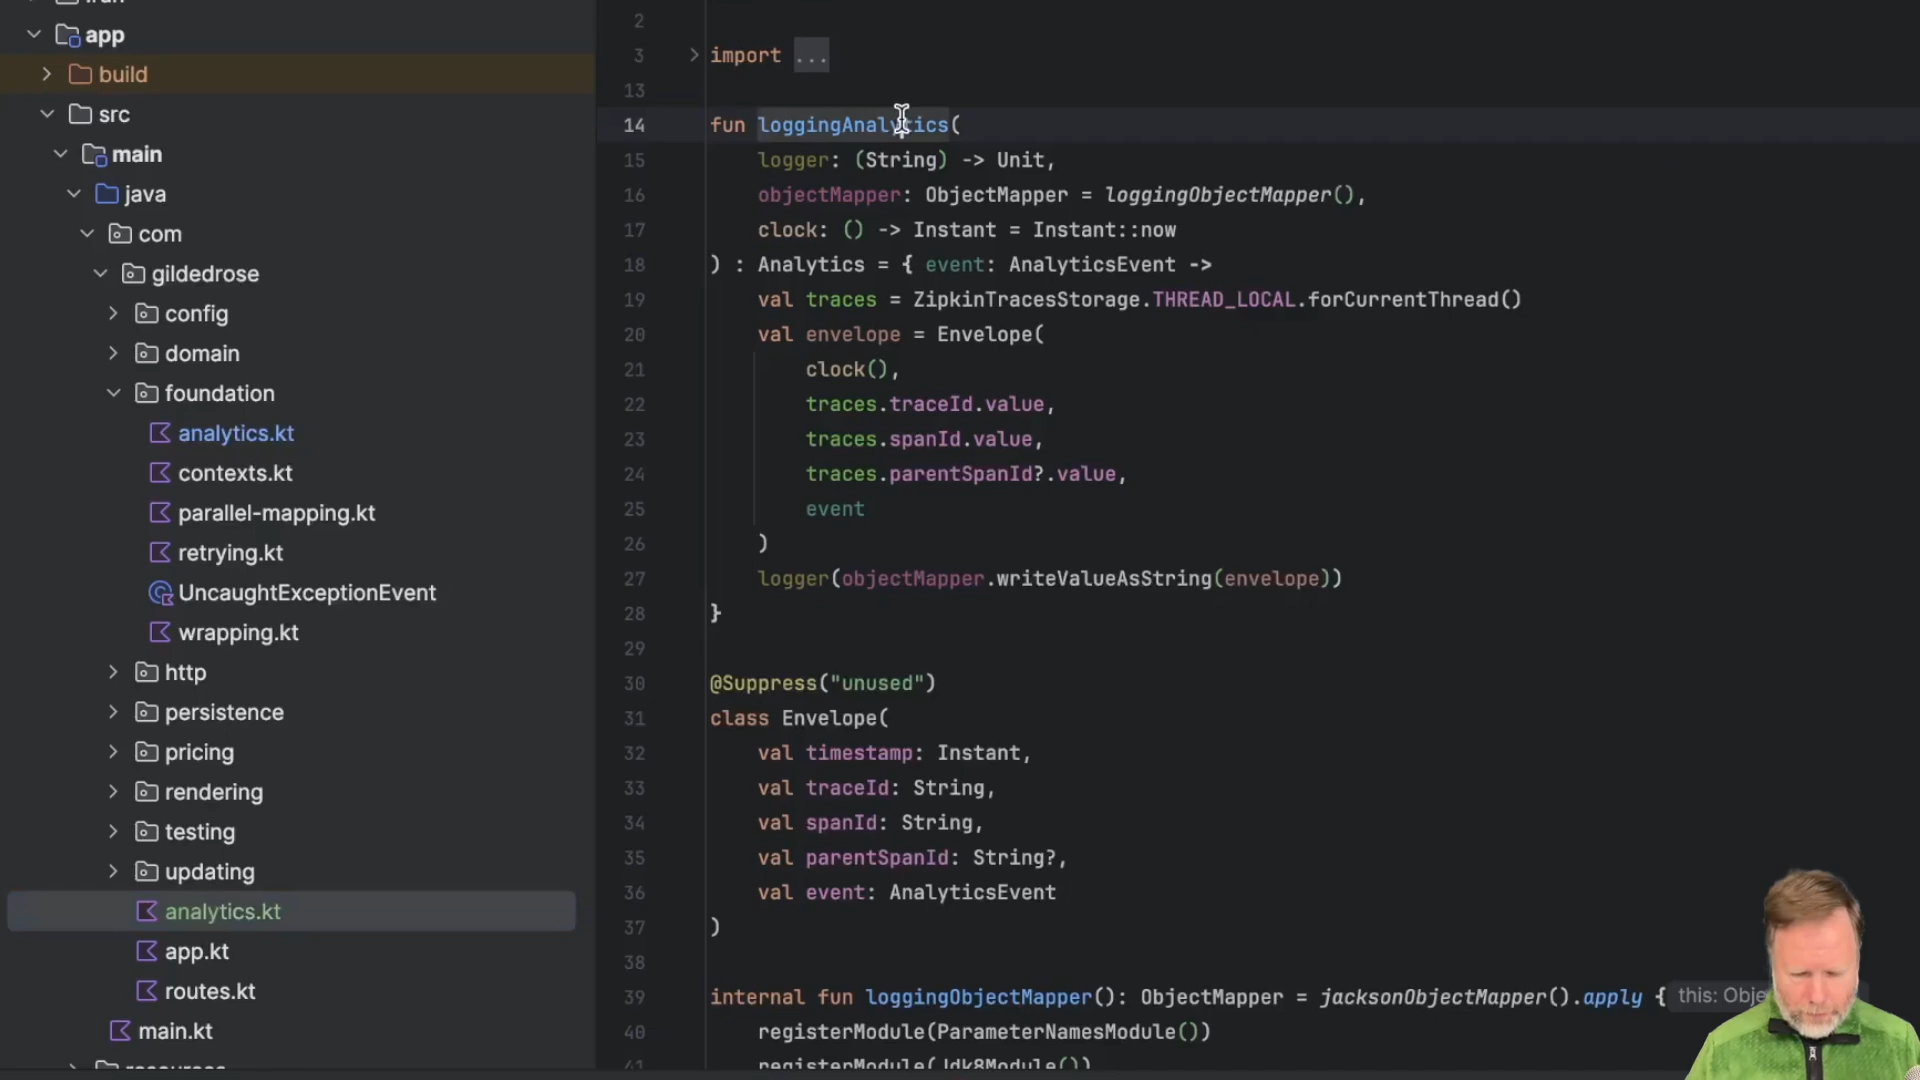 app
build
src
main
java
com
gildedrose
config
domain
foundation
analytics.kt
contexts.kt
parallel-mapping.kt
retrying.kt
UncaughtExceptionEvent
wrapping.kt
http
persistence
pricing
rendering
testing
updating
analytics.kt
app.kt
routes.kt
main.kt
2
3 import ...
13
14 fun loggingAnalytics(
15 logger: (String) -> Unit,
16 objectMapper: ObjectMapper = loggingObjectMapper(),
17 clock: () -> Instant = Instant::now
18 ) : Analytics = { event: AnalyticsEvent ->
19 val traces = ZipkinTracesStorage.THREAD_LOCAL.forCurrentThread()
20 val envelope = Envelope(
21 clock(),
22 traces.traceId.value,
23 traces.spanId.value,
24 traces.parentSpanId?.value,
25 event
26 )
27 logger(objectMapper.writeValueAsString(envelope))
28 }
29
30 @Suppress("unused")
31 class Envelope(
32 val timestamp: Instant,
33 val traceId: String,
34 val spanId: String,
35 val parentSpanId: String?,
36 val event: AnalyticsEvent
37 )
38
39 internal fun loggingObjectMapper(): ObjectMapper = jacksonObjectMapper().apply { this: Obje
40 registerModule(ParameterNamesModule())
41 registerModule(Jdk8Module())